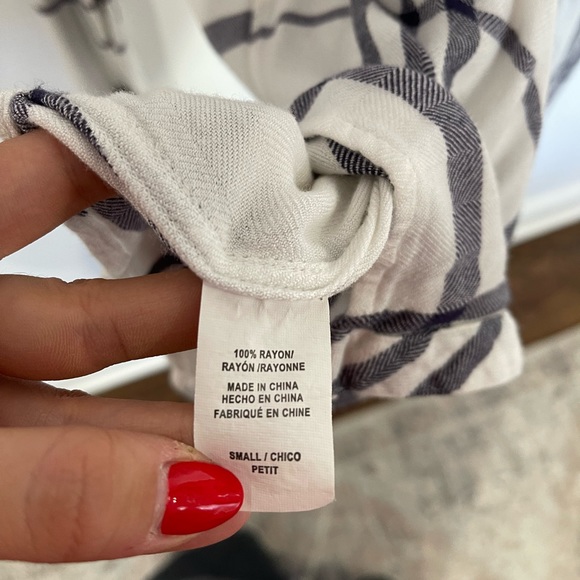 100% RAYON/
RAYÓN /RAYONNE
MADE IN CHINA
HECHO EN CHINA
FABRIQUÉ EN CHINE
SMALL / CHICO
PETIT